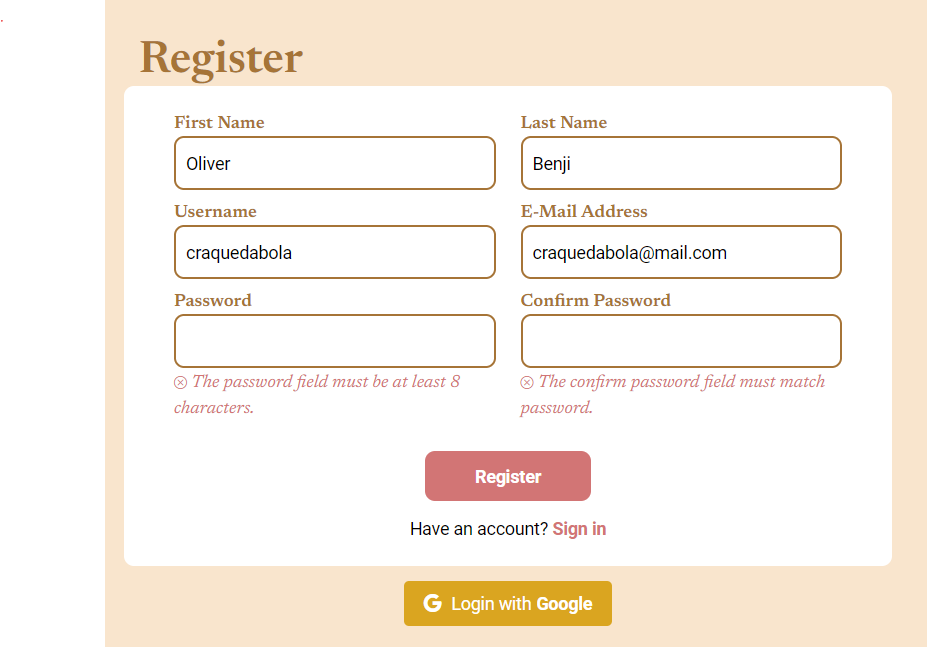 Register
First Name
Last Name
Oliver
Benji
Username
E-Mail Address
craquedabola
craquedabola@mail.com
Password
Confirm Password
The password field must be at least 8
characters.
The confirm password field must match
password.
Register
Have an account? Sign in
G Login with Google